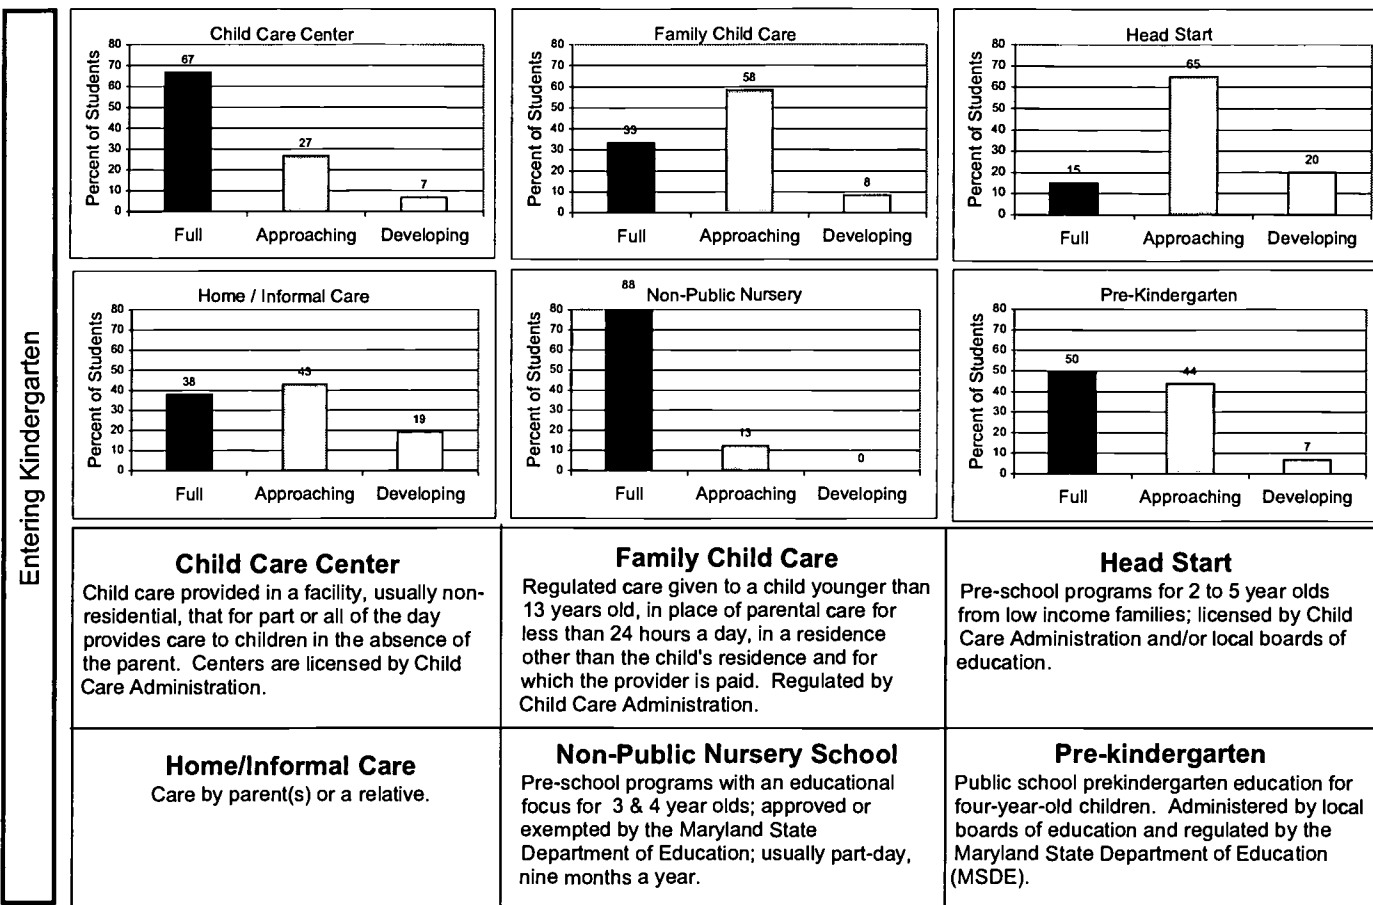 Entering Kindergarten
Child Care Center
Percent of Students
80
70
60
50
40
30
20
10
0
67
27
7
Full Approaching Developing
Family Child Care
Percent of Students
80
70
60
50
40
30
20
10
0
33
58
8
Full Approaching Developing
Head Start
Percent of Students
80
70
60
50
40
30
20
10
0
15
65
20
Full Approaching Developing
Home / Informal Care
Percent of Students
80
70
60
50
40
30
20
10
0
38
43
19
Full Approaching Developing
Non-Public Nursery
Percent of Students
80
70
60
50
40
30
20
10
0
88
13
0
Full Approaching Developing
Pre-Kindergarten
Percent of Students
80
70
60
50
40
30
20
10
0
50
44
7
Full Approaching Developing
Child Care Center
Child care provided in a facility, usually non-
residential, that for part or all of the day
provides care to children in the absence of
the parent. Centers are licensed by Child
Care Administration.
Family Child Care
Regulated care given to a child younger than
13 years old, in place of parental care for
less than 24 hours a day, in a residence
other than the child's residence and for
which the provider is paid. Regulated by
Child Care Administration.
Head Start
Pre-school programs for 2 to 5 year olds
from low income families; licensed by Child
Care Administration and/or local boards of
education.
Home/Informal Care
Care by parent(s) or a relative.
Non-Public Nursery School
Pre-school programs with an educational
focus for 3 & 4 year olds; approved or
exempted by the Maryland State
Department of Education; usually part-day,
nine months a year.
Pre-kindergarten
Public school prekindergarten education for
four-year-old children. Administered by local
boards of education and regulated by the
Maryland State Department of Education
(MSDE).